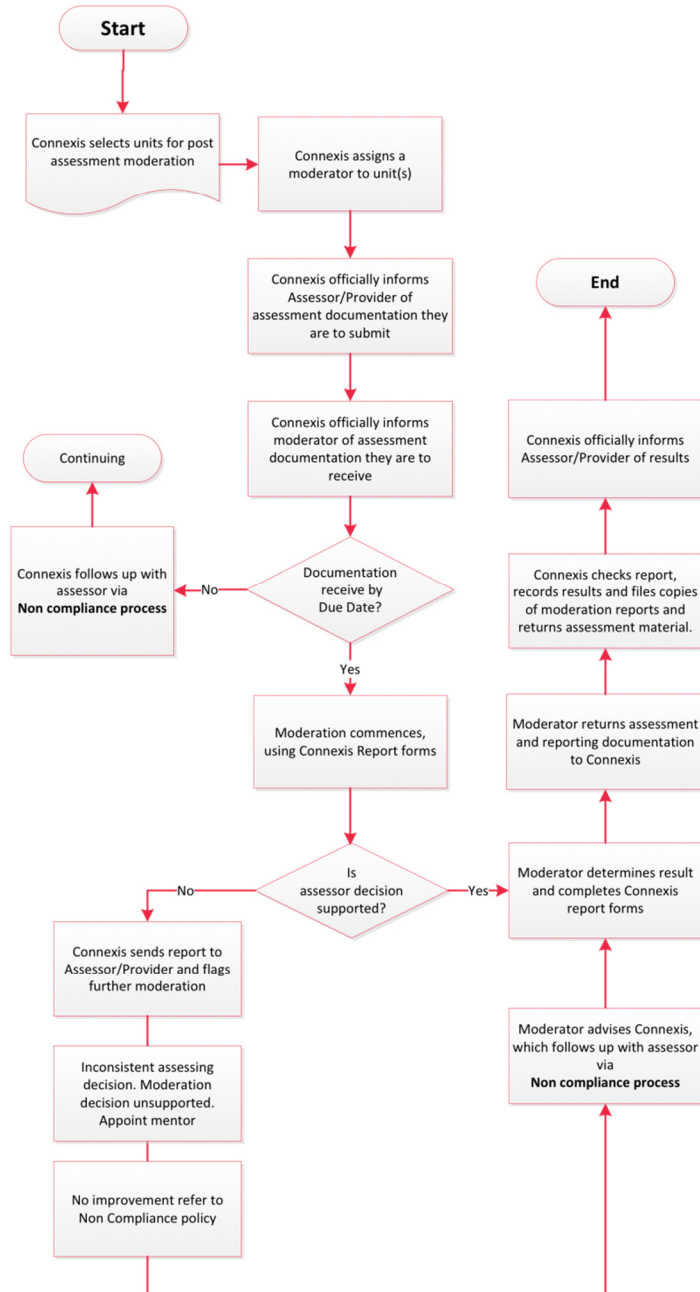 Start
Connexis selects units for post
assessment moderation
Connexis assigns a
moderator to unit(s)
Connexis officially informs
Assessor/Provider of
assessment documentation they
are to submit
Connexis officially informs
moderator of assessment
documentation they are to
receive
Documentation
receive by
Due Date?
No
Connexis follows up with
assessor via
Non compliance process
Continuing
Yes
Moderation commences,
using Connexis Report forms
Is
assessor decision
supported?
No
Connexis sends report to
Assessor/Provider and flags
further moderation
Inconsistent assessing
decision. Moderation
decision unsupported.
Appoint mentor
No improvement refer to
Non Compliance policy
Moderator advises Connexis,
which follows up with assessor
via
Non compliance process
Yes
Moderator determines result
and completes Connexis
report forms
Moderator returns assessment
and reporting documentation
to Connexis
Connexis checks report,
records results and files copies
of moderation reports and
returns assessment material.
Connexis officially informs
Assessor/Provider of results
End